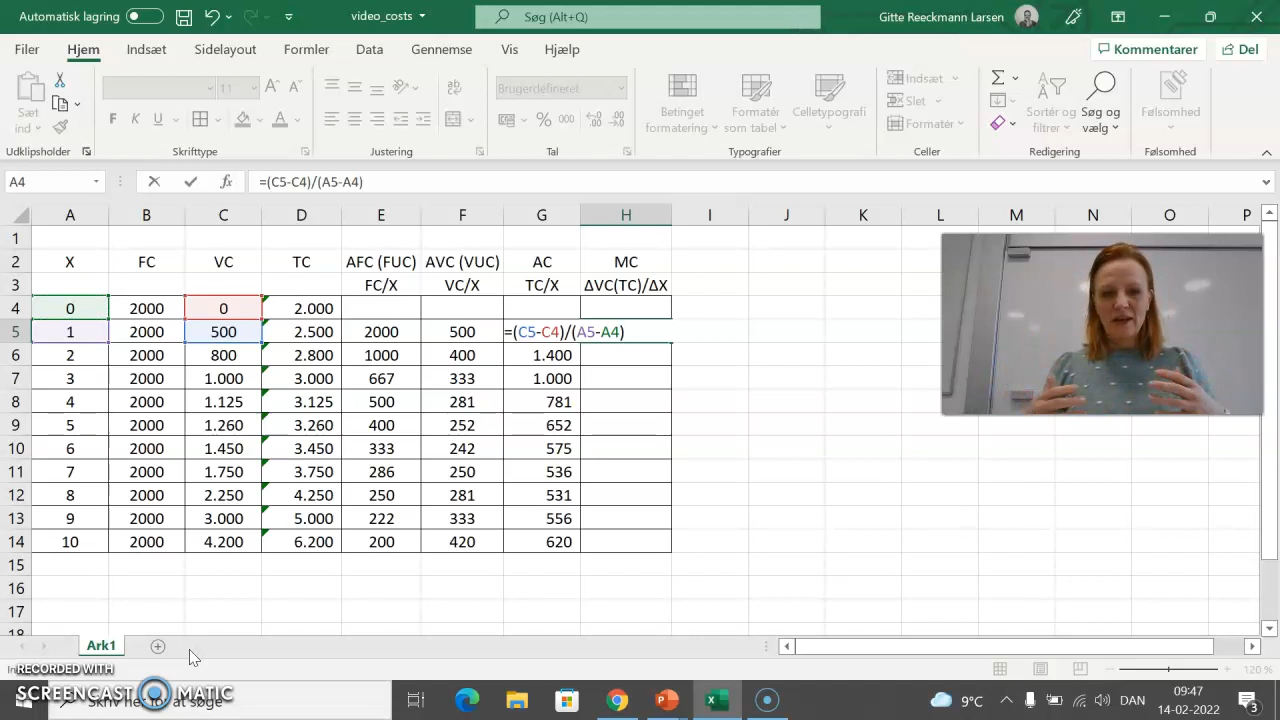 Automatisk lagring
video_costs
Søg (Alt+Q)
Gitte Reeckmann Larsen
Filer Hjem Indsæt Sidelayout Formler Data Gennemse Vis Hjælp
Kommentarer Del
Sæt ind
F K U A
11
Brugerdefineret
% 000
Betinget formatering
Formatér som tabel
Celletypografi
Indsæt
Slet
Formatér
Sortér og filtrer
Søg og vælg
Følsomhed
Udklipsholder Skrifttype Justering Tal Typografier Celler Redigering Følsomhed
A4 fx =(C5-C4)/(A5-A4)
A B C D E F G H I J K L M N O P
1
2 X FC VC TC AFC (FUC) AVC (VUC) AC MC
3 FC/X VC/X TC/X ΔVC(TC)/ΔX
4 0 2000 0 2.000
5 1 2000 500 2.500 2000 500 =(C5-C4)/(A5-A4)
6 2 2000 800 2.800 1000 400 1.400
7 3 2000 1.000 3.000 667 333 1.000
8 4 2000 1.125 3.125 500 281 781
9 5 2000 1.260 3.260 400 252 652
10 6 2000 1.450 3.450 333 242 575
11 7 2000 1.750 3.750 286 250 536
12 8 2000 2.250 4.250 250 281 531
13 9 2000 3.000 5.000 222 333 556
14 10 2000 4.200 6.200 200 420 620
15
16
17
18
Ark1
RECORDED WITH
120 %
SCREENCAST MATIC
at søge
9°C DAN 09:47
14-02-2022
3